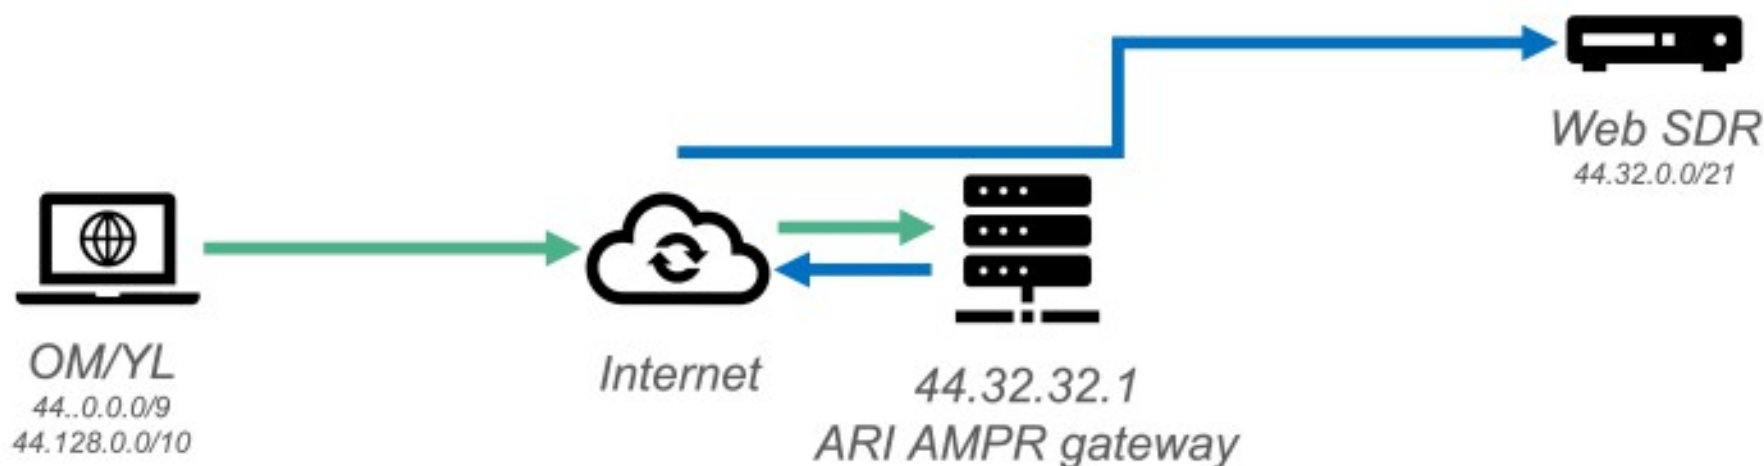 Web SDR
44.32.0.0/21
OM/YL
44..0.0.0/9
44.128.0.0/10
Internet
44.32.32.1
ARI AMPR gateway